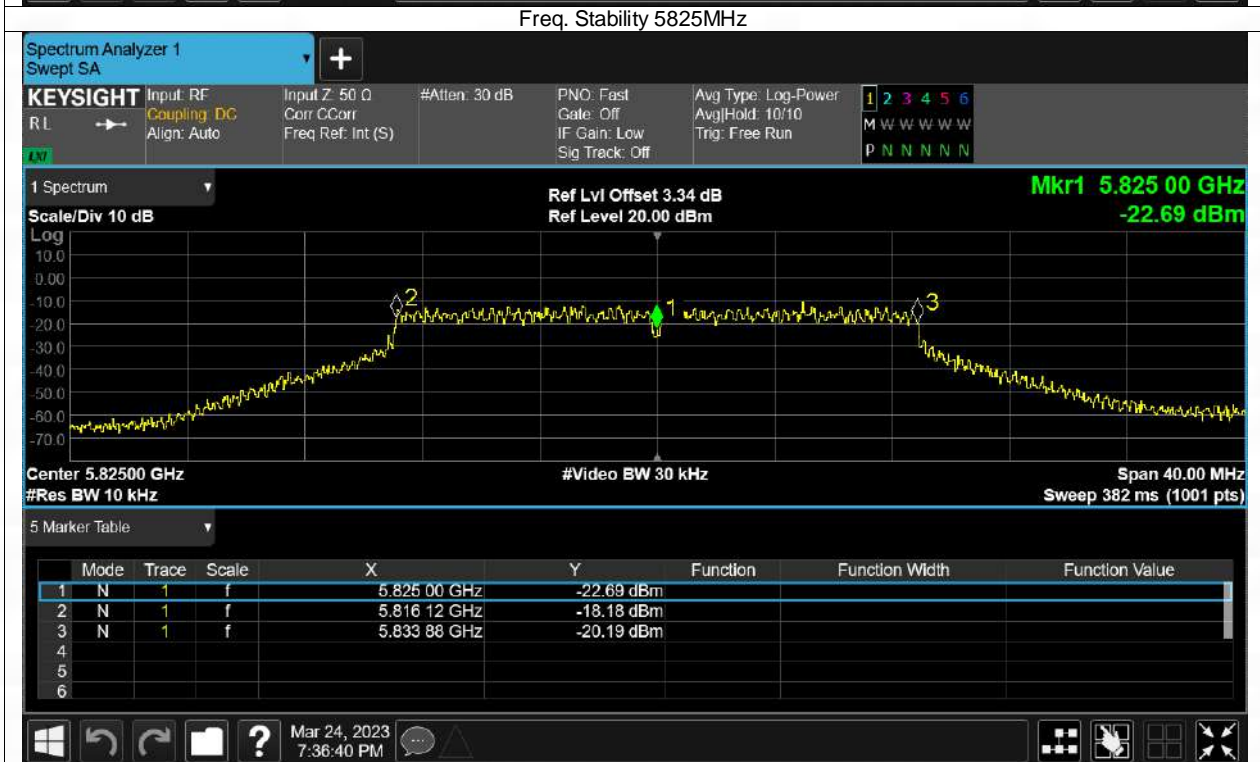 Freq. Stability 5825MHz
Spectrum Analyzer 1
Swept SA
+
KEYSIGHT Input: RF Input Z: 50 Ω #Atten: 30 dB PNO: Fast Avg Type: Log-Power 1 2 3 4 5 6
RL Coupling: DC Corr CCorr Gate: Off Avg|Hold: 10/10 M W W W W W
Align: Auto Freq Ref: Int (S) IF Gain: Low Trig: Free Run
LXI Sig Track: Off P N N N N N
1 Spectrum Ref Lvl Offset 3.34 dB Mkr1 5.825 00 GHz
Scale/Div 10 dB Ref Level 20.00 dBm -22.69 dBm
Log
10.0
0.00
-10.0 2 1 3
-20.0
-30.0
-40.0
-50.0
-60.0
-70.0
Center 5.82500 GHz #Video BW 30 kHz Span 40.00 MHz
#Res BW 10 kHz Sweep 382 ms (1001 pts)
5 Marker Table
Mode Trace Scale X Y Function Function Width Function Value
1 N 1 f 5.825 00 GHz -22.69 dBm
2 N 1 f 5.816 12 GHz -18.18 dBm
3 N 1 f 5.833 88 GHz -20.19 dBm
4
5
6
? Mar 24, 2023
7:36:40 PM